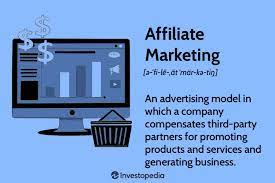 Affiliate
Marketing
[ə-ˈfi-lē-ˌāt ˈmär-kə-tiŋ]
An advertising model in
which a company
compensates third-party
partners for promoting
products and services and
generating business.
Investopedia